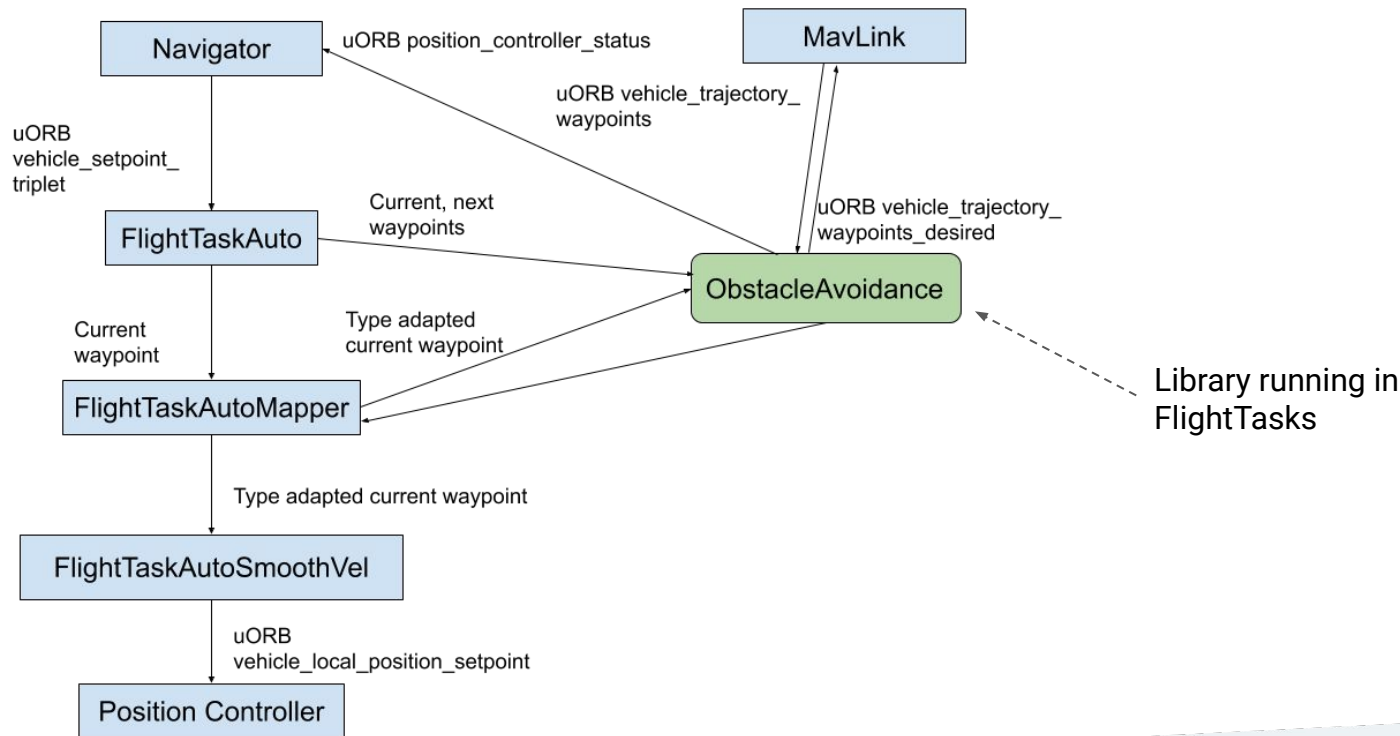 Navigator
uORB position_controller_status
MavLink
uORB vehicle_trajectory_
waypoints
uORB
vehicle_setpoint_
triplet
Current, next
waypoints
uORB vehicle_trajectory_
waypoints_desired
FlightTaskAuto
ObstacleAvoidance
Current
waypoint
Type adapted
current waypoint
Library running in
FlightTasks
FlightTaskAutoMapper
Type adapted current waypoint
FlightTaskAutoSmoothVel
uORB
vehicle_local_position_setpoint
Position Controller